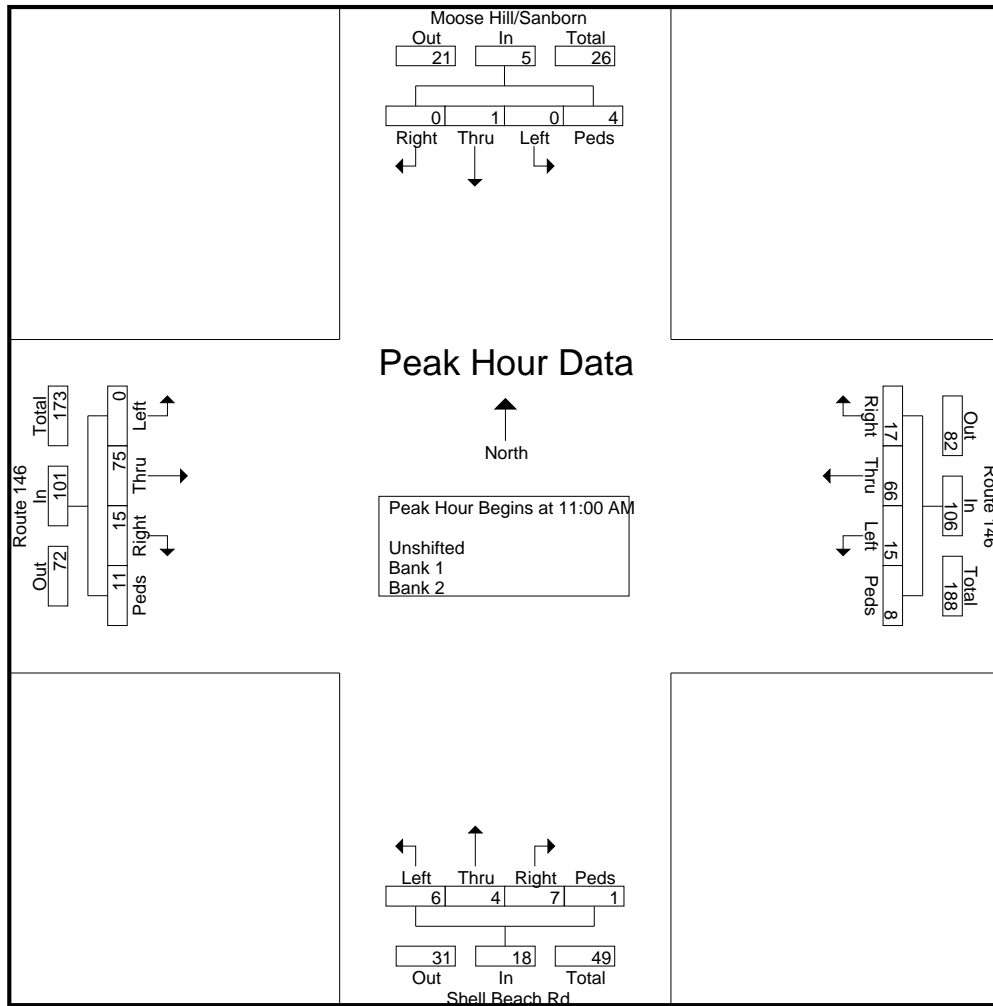 Moose Hill/Sanborn
Out In Total
21 5 26
0 1 0 4
Right Thru Left Peds
Peak Hour Data
North
Peak Hour Begins at 11:00 AM
Unshifted
Bank 1
Bank 2
Route 146
Out In Total
72 101 173
0 75 15 11
Left Thru Right Peds
Route 146
Out In Total
82 106 188
17 66 15 8
Right Thru Left Peds
Left Thru Right Peds
6 4 7 1
31 18 49
Out In Total
Shell Beach Rd